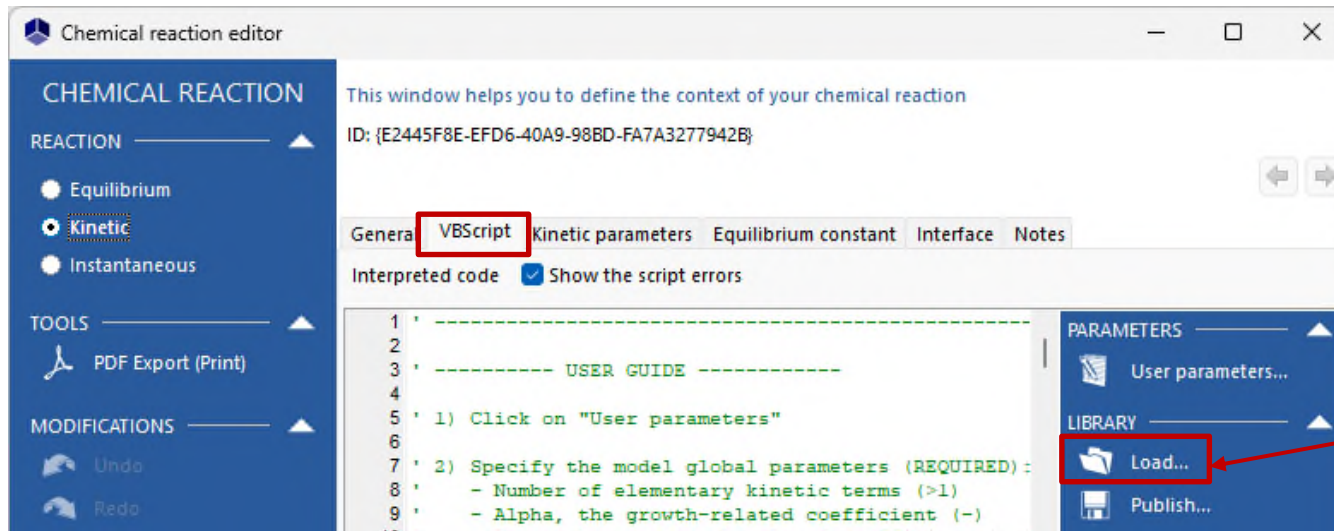 Chemical reaction editor
CHEMICAL REACTION
REACTION
Equilibrium
Kinetic
Instantaneous
TOOLS
PDF Export (Print)
MODIFICATIONS
Undo
Redo
This window helps you to define the context of your chemical reaction
ID: {E2445F8E-EFD6-40A9-98BD-FA7A3277942B}
General VBScript Kinetic parameters Equilibrium constant Interface Notes
Interpreted code Show the script errors
1 ' --------------------------------------------------
2
3 ' ---------- USER GUIDE ------------
4
5 ' 1) Click on "User parameters"
6
7 ' 2) Specify the model global parameters (REQUIRED):
8 ' - Number of elementary kinetic terms (>1)
9 ' - Alpha, the growth-related coefficient (-)
PARAMETERS
User parameters...
LIBRARY
Load...
Publish...